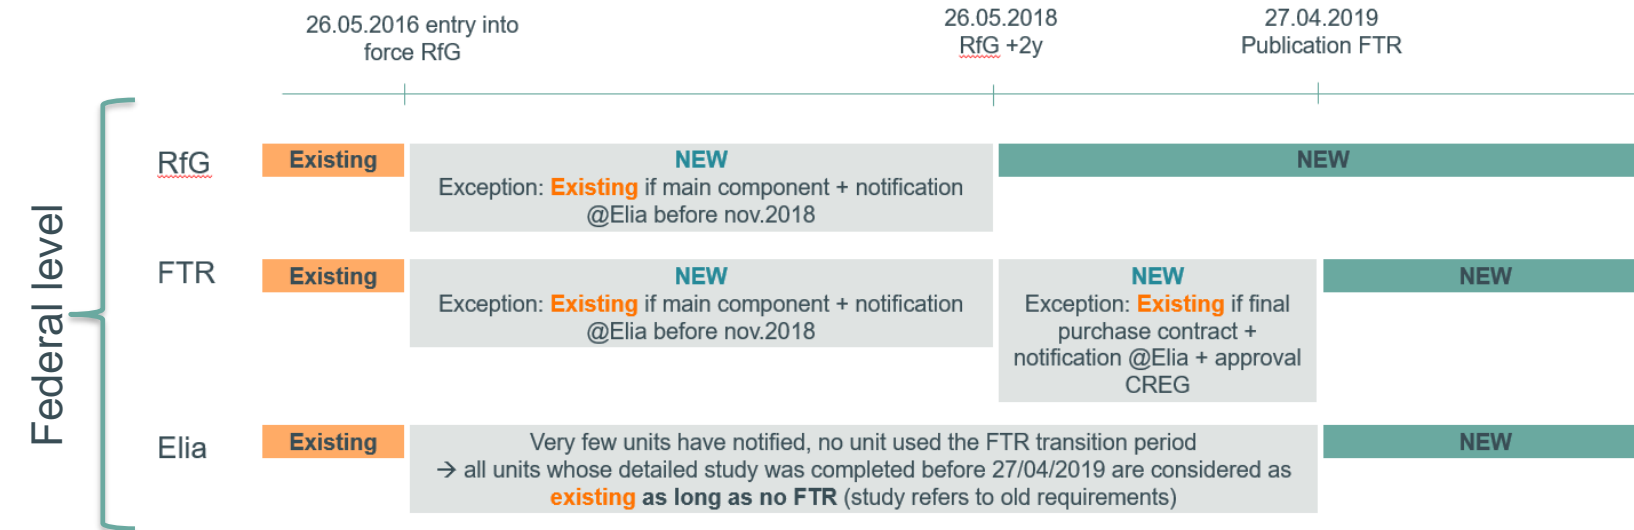 26.05.2016 entry into
force RfG
26.05.2018
RfG +2y
27.04.2019
Publication FTR
Federal level
RfG
Existing
NEW
Exception: Existing if main component + notification
@Elia before nov.2018
NEW
FTR
Existing
NEW
Exception: Existing if main component + notification
@Elia before nov.2018
NEW
Exception: Existing if final
purchase contract +
notification @Elia + approval
CREG
NEW
Elia
Existing
Very few units have notified, no unit used the FTR transition period
→ all units whose detailed study was completed before 27/04/2019 are considered as
existing as long as no FTR (study refers to old requirements)
NEW